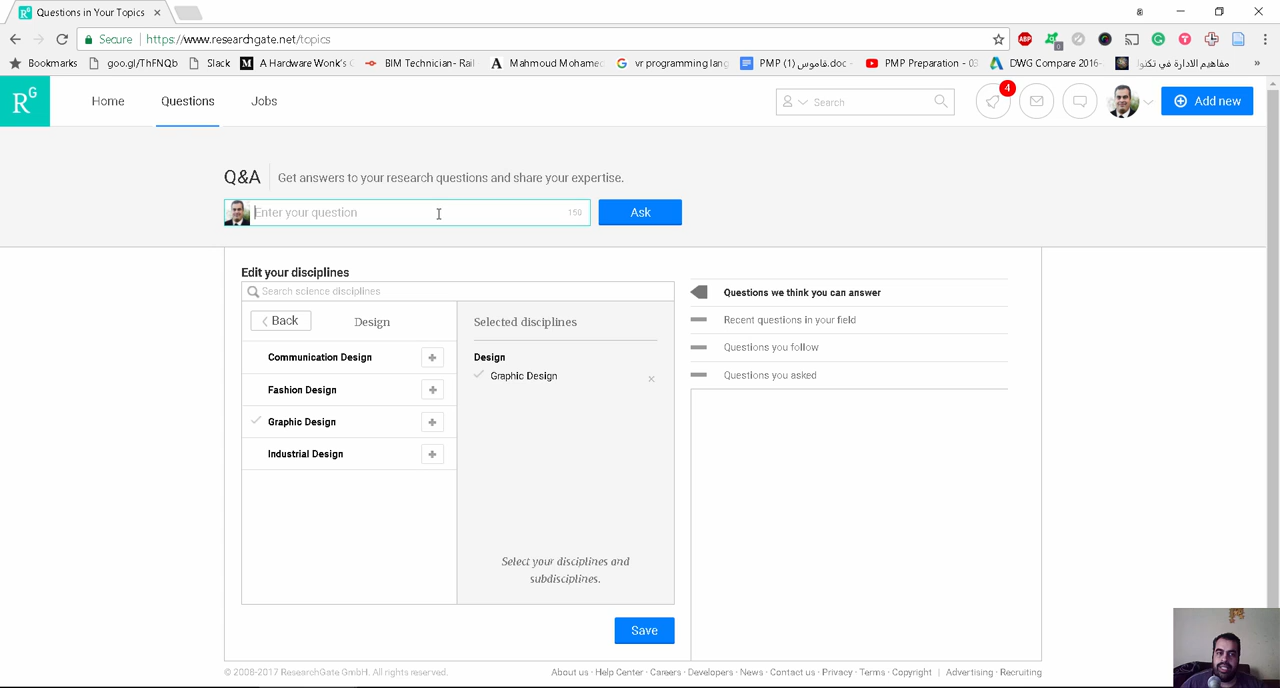 RG Questions in Your Topics
Secure https://www.researchgate.net/topics
ABP
0
T
Bookmarks goo.gl/ThFNQb Slack M A Hardware Wonk's G BIM Technician- Rail A Mahmoud Mohamed G vr programming lang PMP (1) قاموس.doc PMP Preparation - 03 DWG Compare 2016- مفاهيم الادارة في تكنول »
RG
Home Questions Jobs
Search
4
Add new
Q&A Get answers to your research questions and share your expertise.
Enter your question 150 Ask
Edit your disciplines
Search science disciplines
Back Design
Communication Design
Fashion Design
Graphic Design
Industrial Design
Selected disciplines
Design
Graphic Design
Select your disciplines and
subdisciplines.
Save
Questions we think you can answer
Recent questions in your field
Questions you follow
Questions you asked
© 2008-2017 ResearchGate GmbH. All rights reserved.
About us · Help Center · Careers · Developers · News · Contact us · Privacy · Terms · Copyright | Advertising · Recruiting